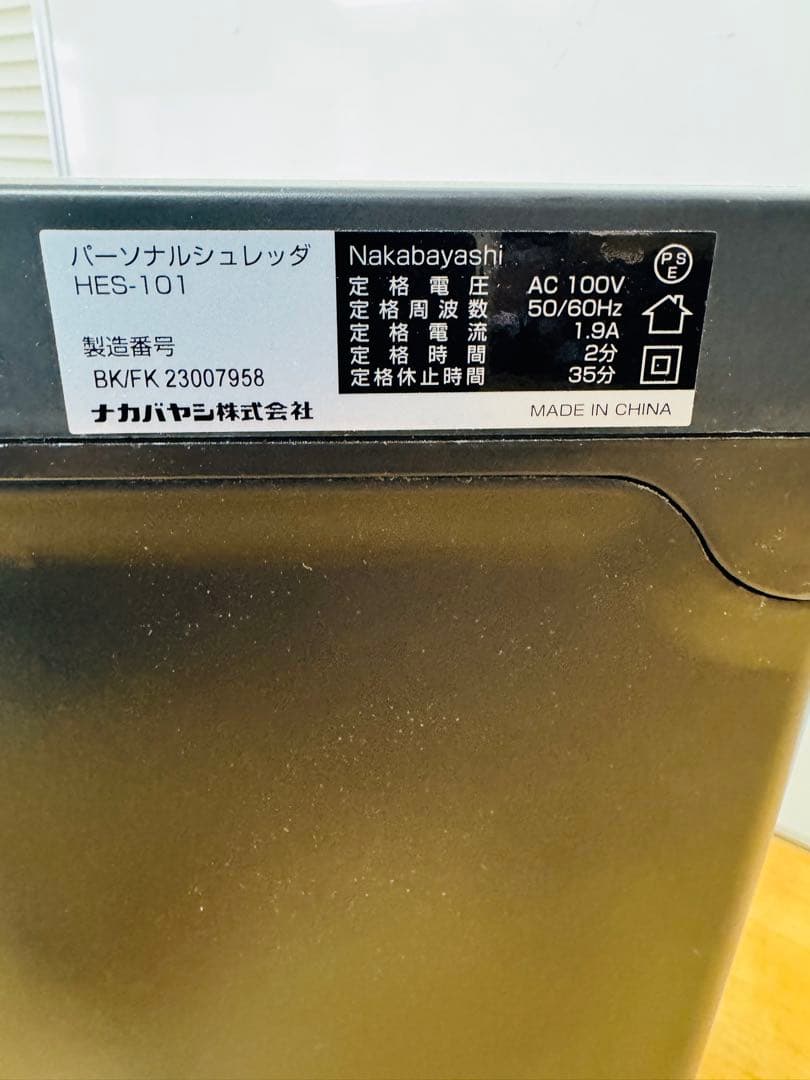 パーソナルシュレッダ
HES-101
製造番号
BK/FK 23007958
ナカバヤシ株式会社
Nakabayashi
定格電圧 AC 100V
定格周波数 50/60Hz
定格電流 1.9A
定格時間 2分
定格休止時間 35分
PSE
MADE IN CHINA